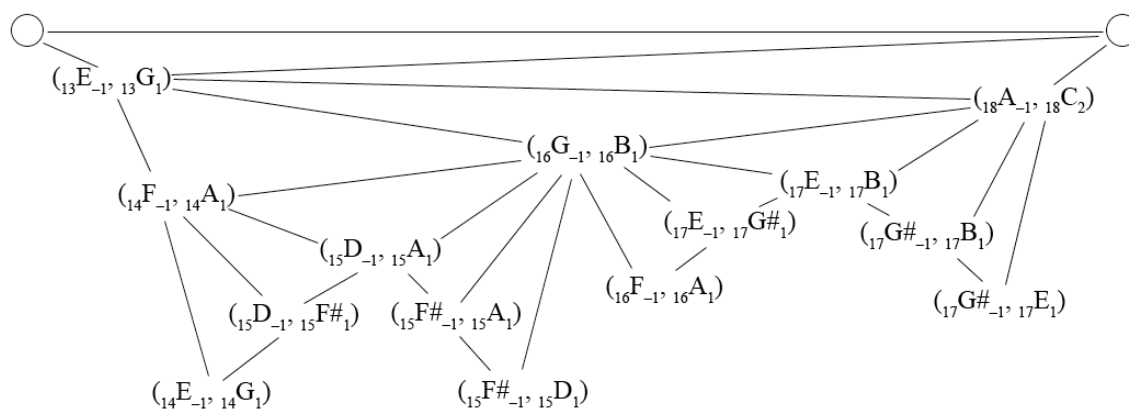 (₁₃E₋₁, ₁₃G₁)
(₁₈A₋₁, ₁₈C₂)
(₁₆G₋₁, ₁₆B₁)
(₁₇E₋₁, ₁₇B₁)
(₁₄F₋₁, ₁₄A₁)
(₁₇E₋₁, ₁₇G#₁)
(₁₇G#₋₁, ₁₇B₁)
(₁₅D₋₁, ₁₅A₁)
(₁₆F₋₁, ₁₆A₁)
(₁₇G#₋₁, ₁₇E₁)
(₁₅D₋₁, ₁₅F#₁)
(₁₅F#₋₁, ₁₅A₁)
(₁₄E₋₁, ₁₄G₁)
(₁₅F#₋₁, ₁₅D₁)